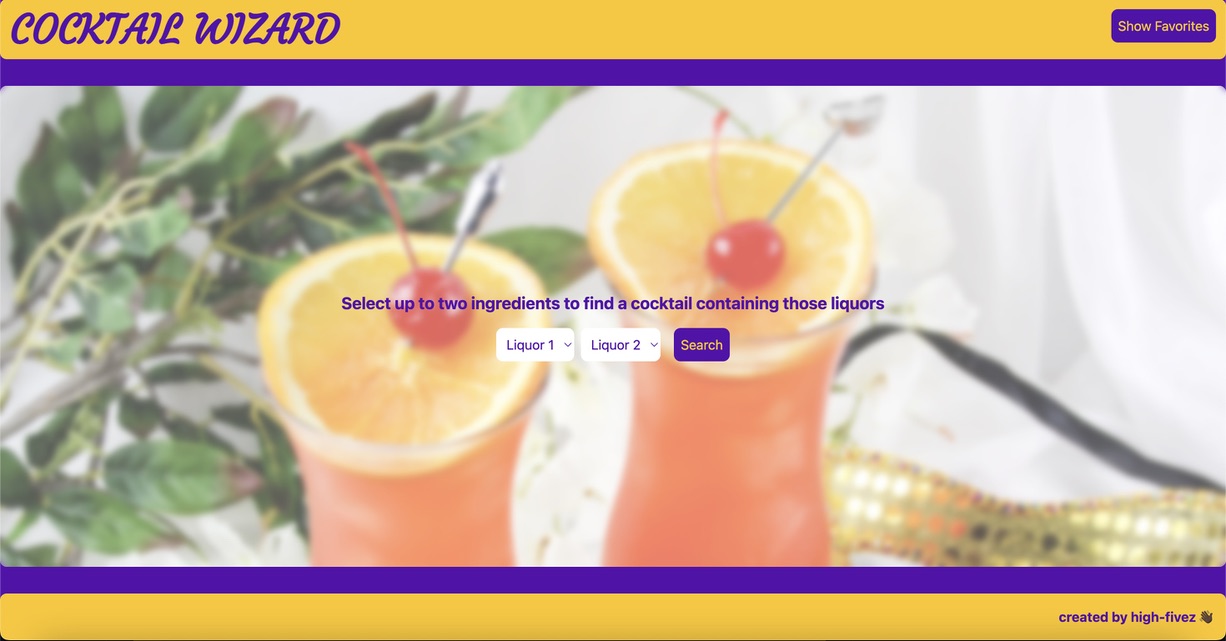 COCKTAIL WIZARD
Show Favorites
Select up to two ingredients to find a cocktail containing those liquors
Liquor 1
Liquor 2
Search
created by high-fivez 👋🏿